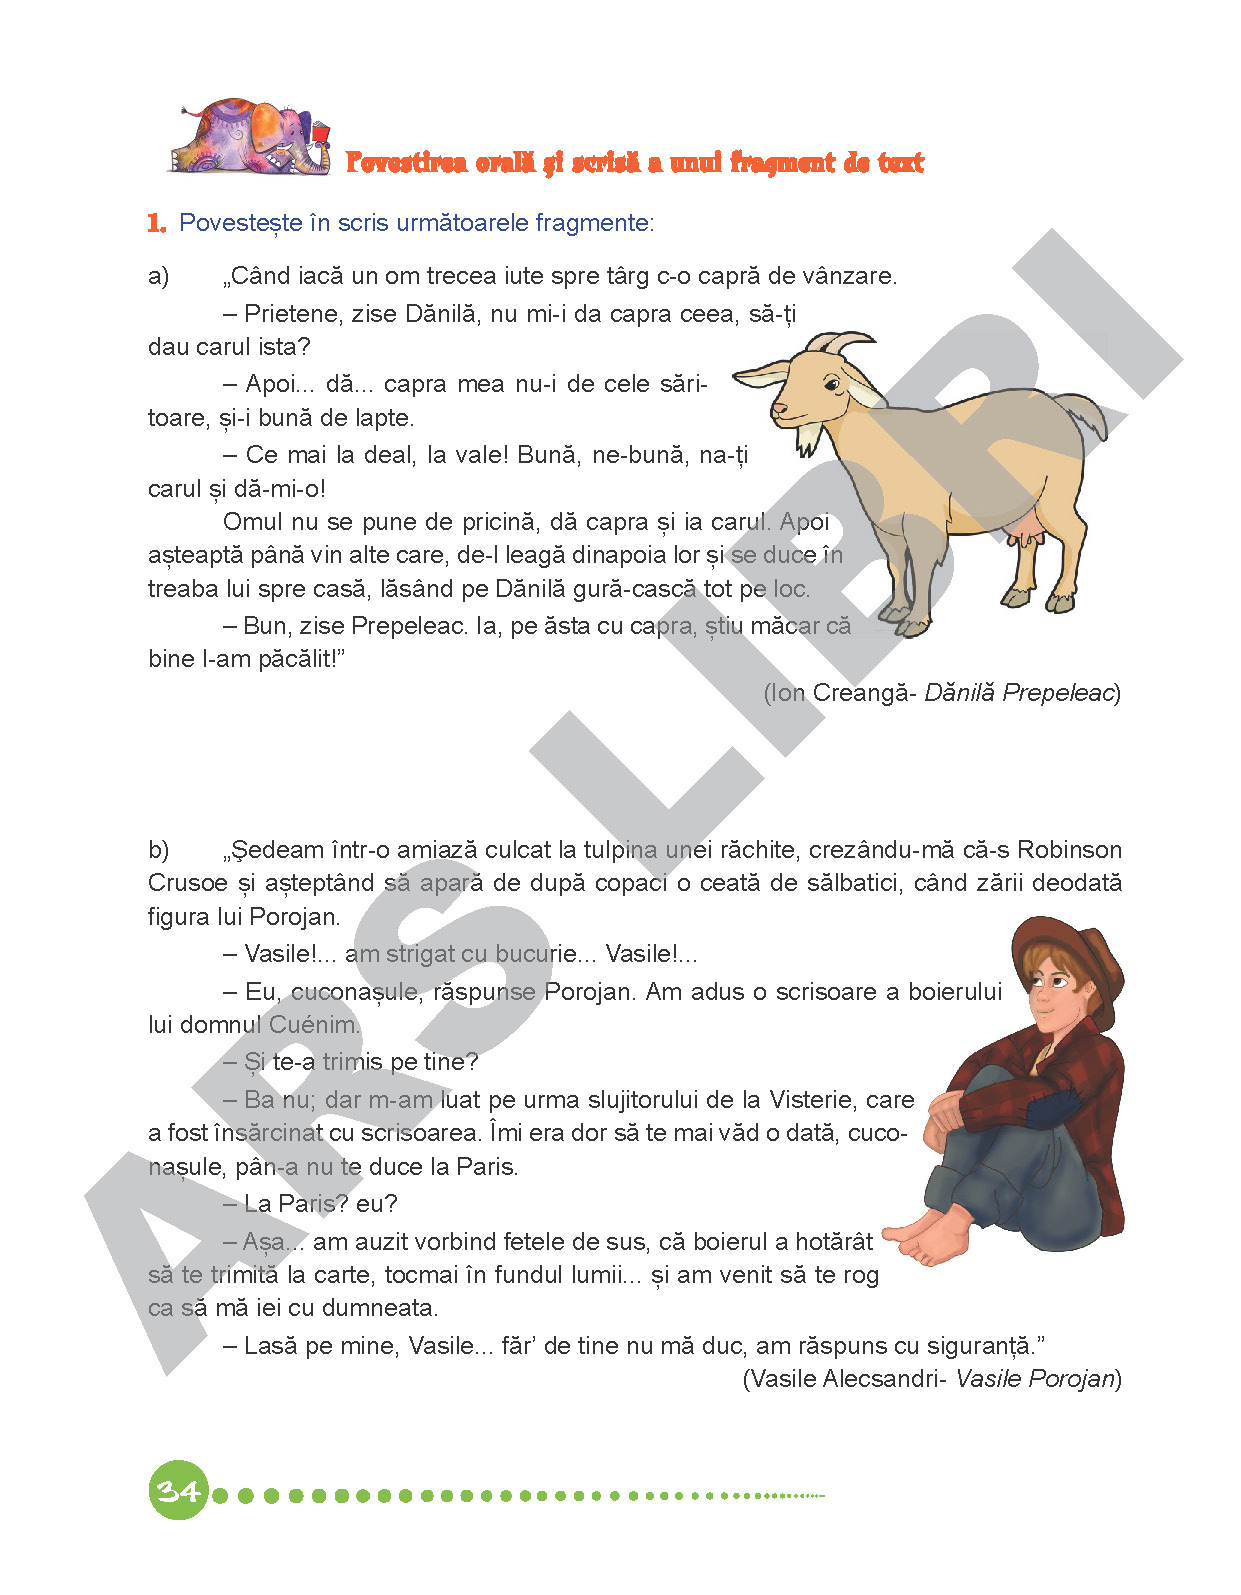 Povestirea orală şi scrisă a unui fragment de text
1. Povestește în scris următoarele fragmente:
a) „Când iacă un om trecea iute spre târg c-o capră de vânzare.
– Prietene, zise Dănilă, nu mi-i da capra ceea, să-ți
dau carul ista?
– Apoi... dă... capra mea nu-i de cele sări-
toare, și-i bună de lapte.
– Ce mai la deal, la vale! Bună, ne-bună, na-ți
carul și dă-mi-o!
Omul nu se pune de pricină, dă capra și ia carul. Apoi
așteaptă până vin alte care, de-l leagă dinapoia lor și se duce în
treaba lui spre casă, lăsând pe Dănilă gură-cască tot pe loc.
– Bun, zise Prepeleac. Ia, pe ăsta cu capra, știu măcar că
bine l-am păcălit!”
(Ion Creangă- Dănilă Prepeleac)
b) „Şedeam într-o amiază culcat la tulpina unei răchite, crezându-mă că-s Robinson
Crusoe și așteptând să apară de după copaci o ceată de sălbatici, când zării deodată
figura lui Porojan.
– Vasile!... am strigat cu bucurie... Vasile!...
– Eu, cuconașule, răspunse Porojan. Am adus o scrisoare a boierului
lui domnul Cuénim.
– Și te-a trimis pe tine?
– Ba nu; dar m-am luat pe urma slujitorului de la Visterie, care
a fost însărcinat cu scrisoarea. Îmi era dor să te mai văd o dată, cuco-
nașule, pân-a nu te duce la Paris.
– La Paris? eu?
– Așa... am auzit vorbind fetele de sus, că boierul a hotărât
să te trimită la carte, tocmai în fundul lumii... și am venit să te rog
ca să mă iei cu dumneata.
– Lasă pe mine, Vasile... făr’ de tine nu mă duc, am răspuns cu siguranță.”
(Vasile Alecsandri- Vasile Porojan)
34
ARS LIBRI